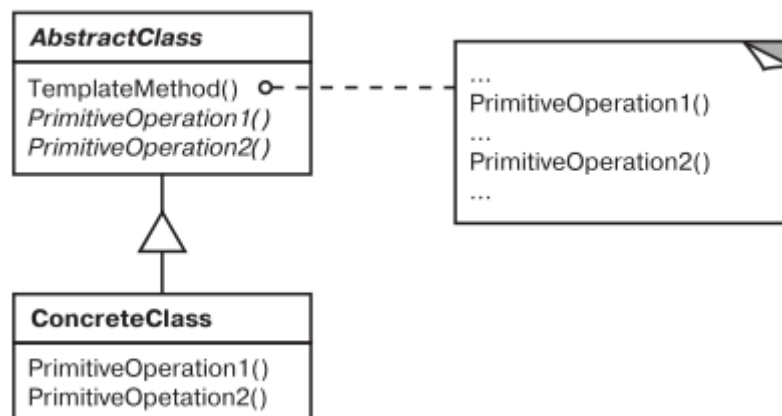 AbstractClass
TemplateMethod()
PrimitiveOperation1()
PrimitiveOperation2()
...
PrimitiveOperation1()
...
PrimitiveOperation2()
...
ConcreteClass
PrimitiveOperation1()
PrimitiveOpetation2()